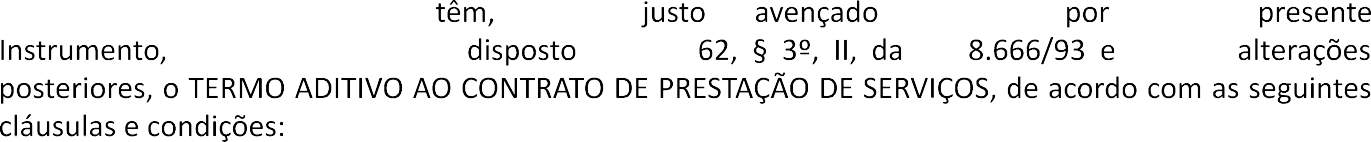 têm, justo avençado por presente
Instrumento, disposto 62, § 3º, II, da 8.666/93 e alterações
posteriores, o TERMO ADITIVO AO CONTRATO DE PRESTAÇÃO DE SERVIÇOS, de acordo com as seguintes
cláusulas e condições: